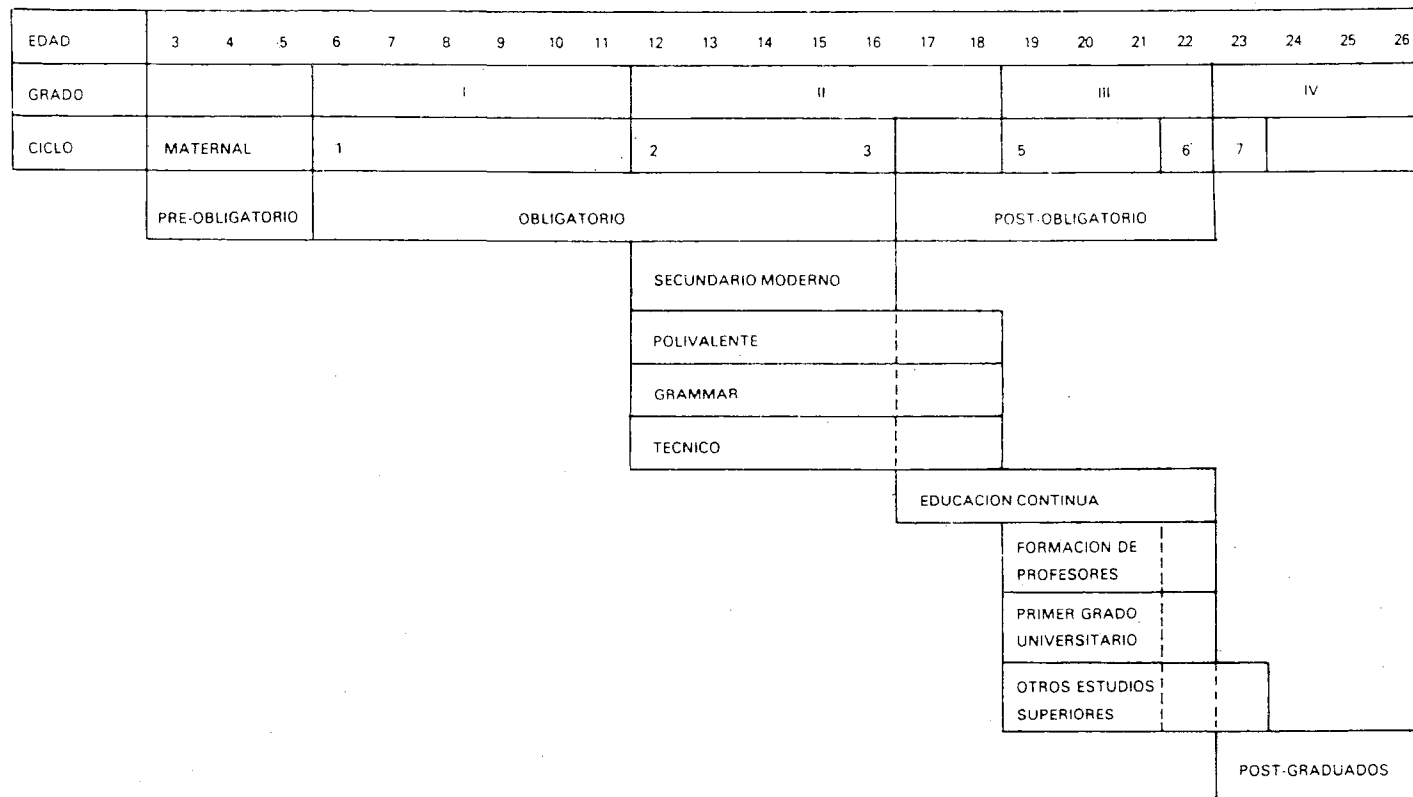 EDAD 3 4 5 6 7 8 9 10 11 12 13 14 15 16 17 18 19 20 21 22 23 24 25 26
GRADO I II III IV
CICLO MATERNAL 1 2 3 5 6 7
PRE-OBLIGATORIO OBLIGATORIO POST-OBLIGATORIO
SECUNDARIO MODERNO
POLIVALENTE
GRAMMAR
TECNICO
EDUCACION CONTINUA
FORMACION DE
PROFESORES
PRIMER GRADO
UNIVERSITARIO
OTROS ESTUDIOS
SUPERIORES
POST-GRADUADOS